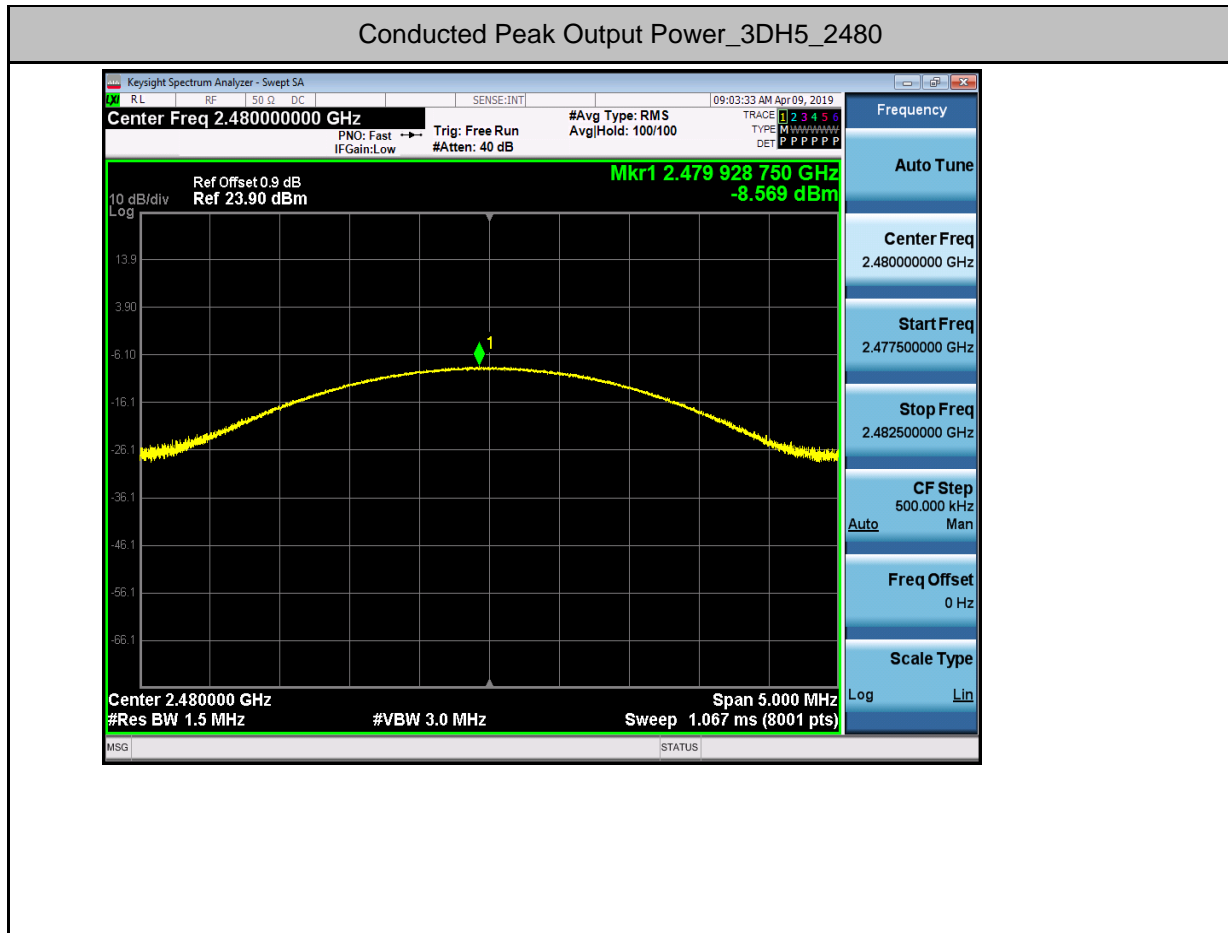 Conducted Peak Output Power_3DH5_2480
Keysight Spectrum Analyzer - Swept SA
LXI RL RF 50 Ω DC SENSE:INT 09:03:33 AM Apr 09, 2019
Center Freq 2.480000000 GHz
PNO: Fast
IFGain:Low
Trig: Free Run
#Atten: 40 dB
#Avg Type: RMS
Avg|Hold: 100/100
TRACE 1 2 3 4 5 6
TYPE M W W W W W
DET P P P P P P
Mkr1 2.479 928 750 GHz
-8.569 dBm
Ref Offset 0.9 dB
10 dB/div Ref 23.90 dBm
Log
13.9
3.90
1
-6.10
-16.1
-26.1
-36.1
-46.1
-56.1
-66.1
Center 2.480000 GHz Span 5.000 MHz
#Res BW 1.5 MHz #VBW 3.0 MHz Sweep 1.067 ms (8001 pts)
MSG STATUS
Frequency
Auto Tune
Center Freq
2.480000000 GHz
Start Freq
2.477500000 GHz
Stop Freq
2.482500000 GHz
CF Step
500.000 kHz
Auto Man
Freq Offset
0 Hz
Scale Type
Log Lin